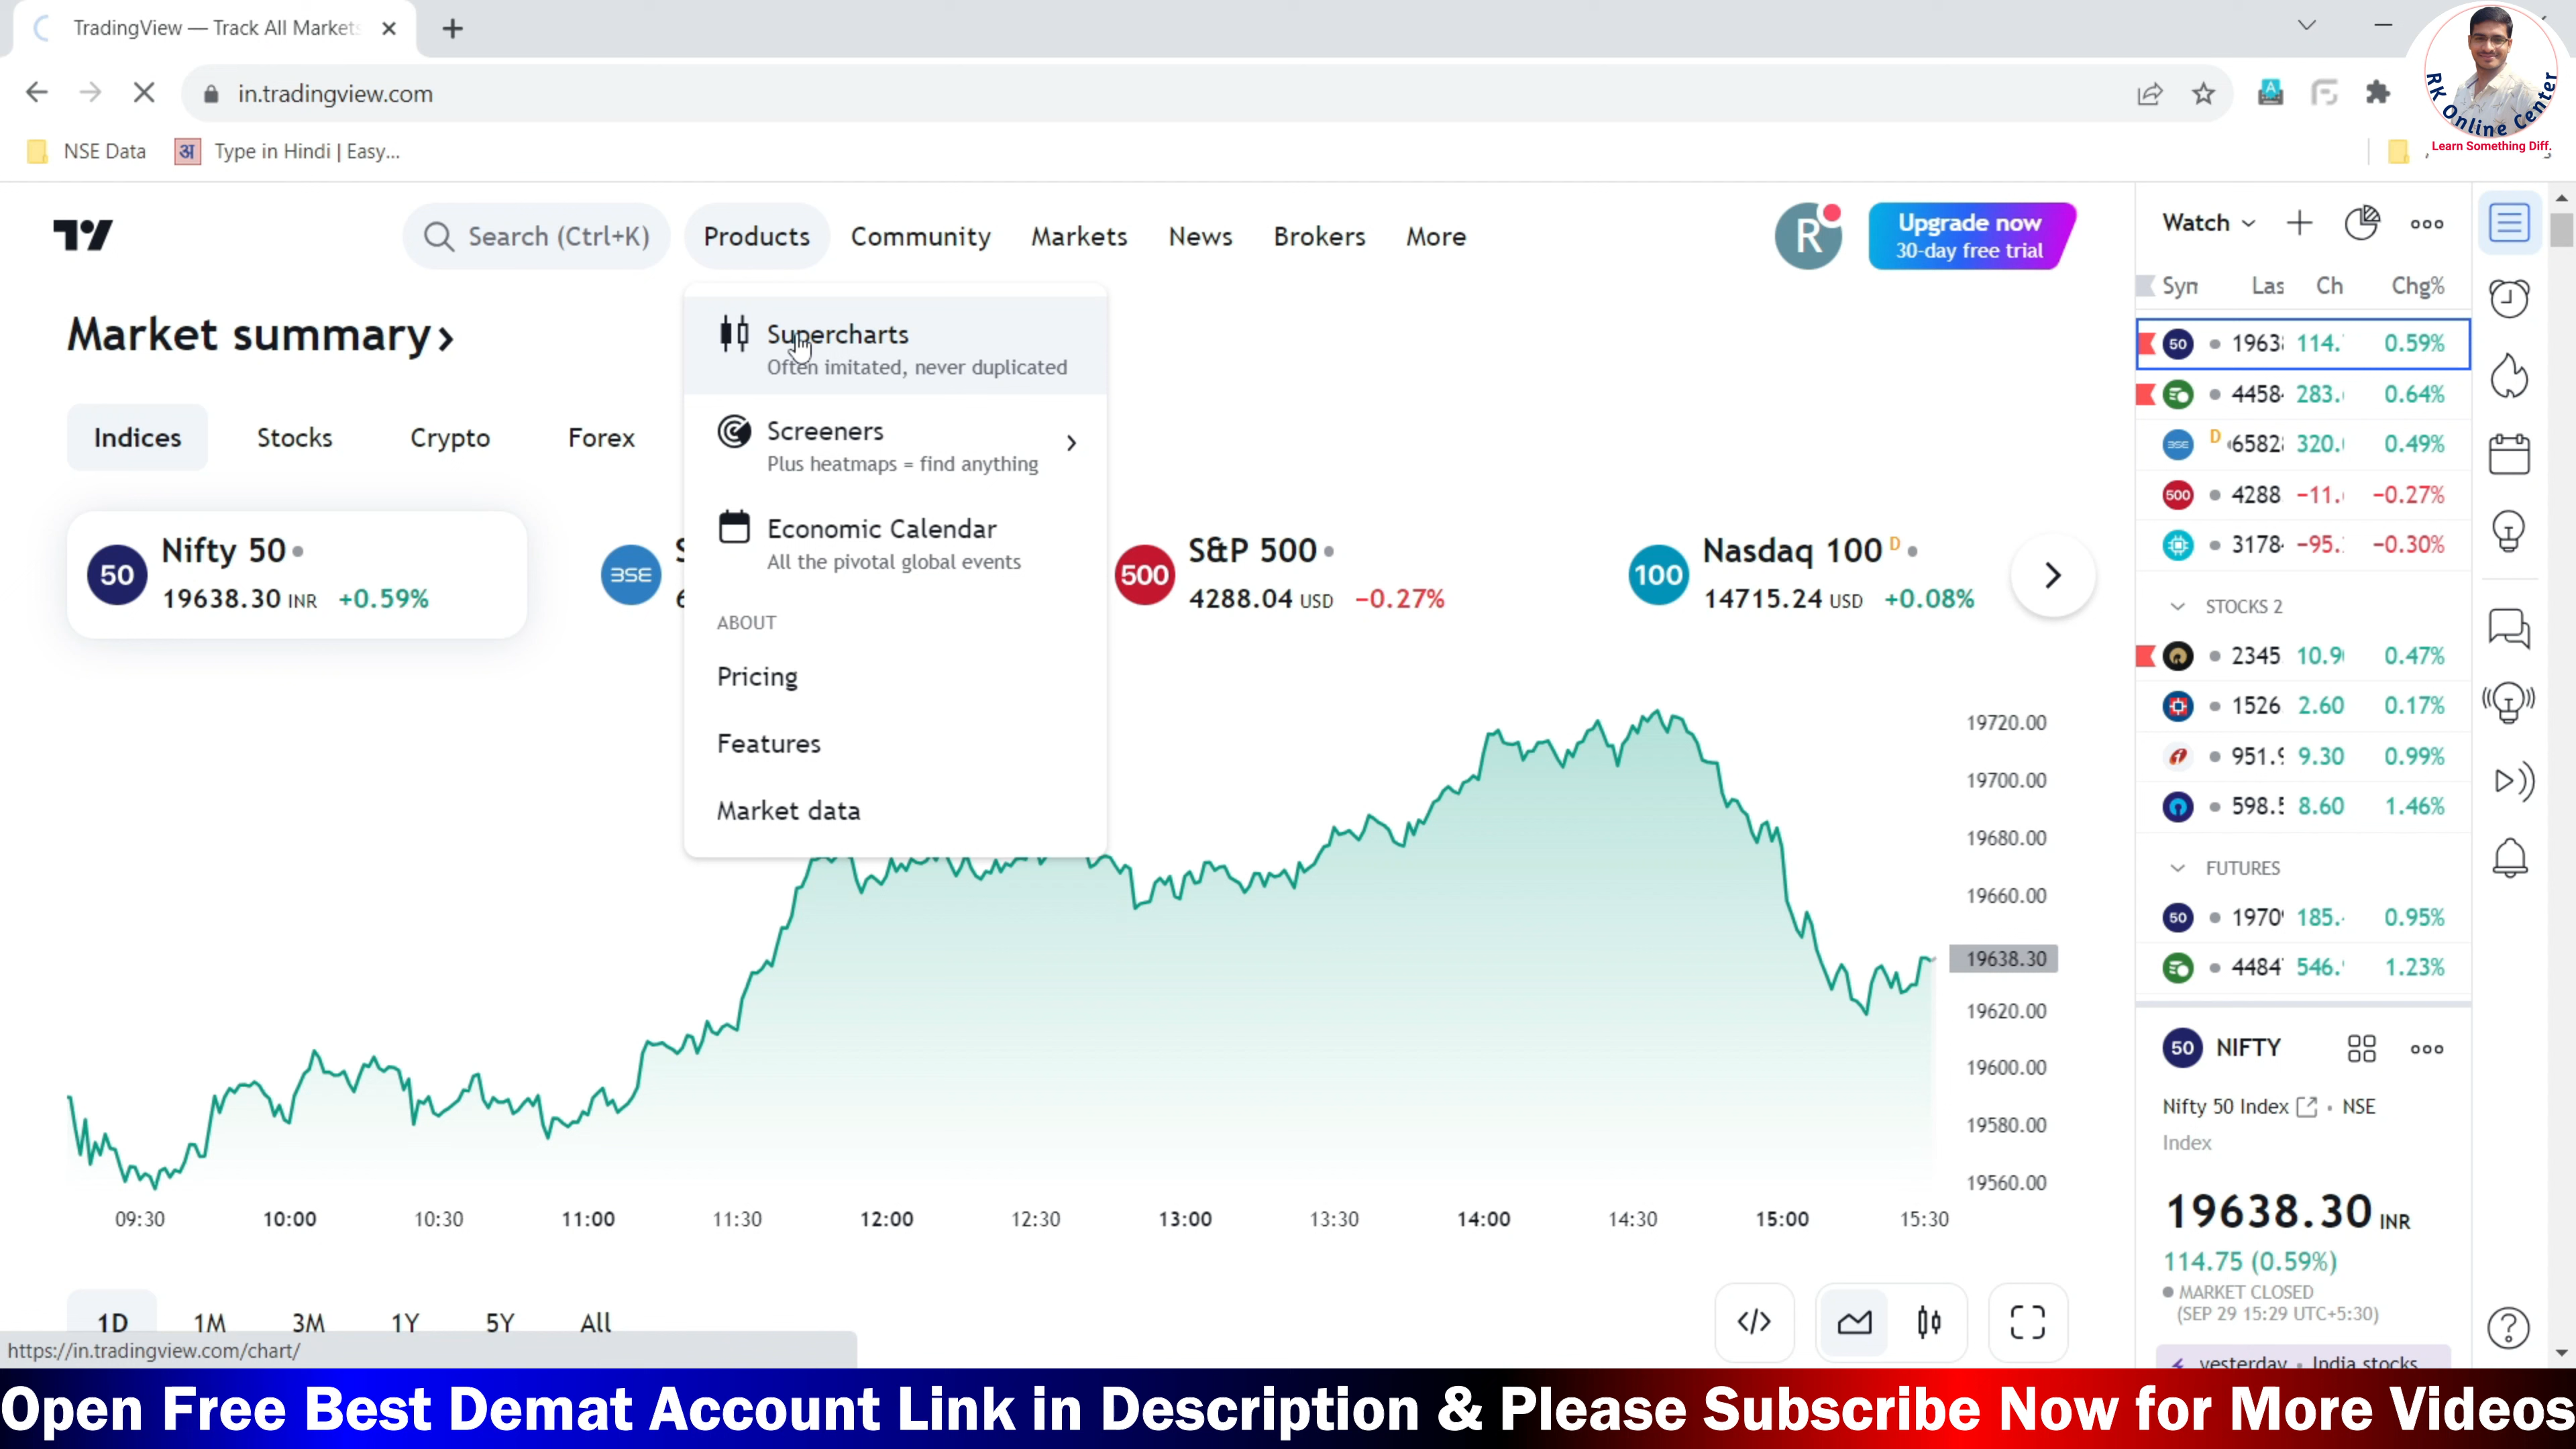 TradingView — Track All Markets
in.tradingview.com
NSE Data
अ
Type in Hindi | Easy...
RK Online Center
Learn Something Diff.
Search (Ctrl+K)
Products
Community
Markets
News
Brokers
More
R
Upgrade now
30-day free trial
Market summary
Indices
Stocks
Crypto
Forex
Supercharts
Often imitated, never duplicated
Screeners
Plus heatmaps = find anything
Economic Calendar
All the pivotal global events
ABOUT
Pricing
Features
Market data
50
Nifty 50
19638.30 INR +0.59%
BSE
500
S&P 500
4288.04 USD −0.27%
100
Nasdaq 100 D
14715.24 USD +0.08%
19720.00
19700.00
19680.00
19660.00
19638.30
19620.00
19600.00
19580.00
19560.00
09:30 10:00 10:30 11:00 11:30 12:00 12:30 13:00 13:30 14:00 14:30 15:00 15:30
1D 1M 3M 1Y 5Y All
https://in.tradingview.com/chart/
Watch
Sym Las Ch Chg%
50 1963 114. 0.59%
4458 283. 0.64%
BSE D 6582 320. 0.49%
500 4288 −11. −0.27%
3178 −95. −0.30%
STOCKS 2
2345 10.9 0.47%
1526 2.60 0.17%
951. 9.30 0.99%
598. 8.60 1.46%
FUTURES
50 1970 185. 0.95%
4484 546. 1.23%
50 NIFTY
Nifty 50 Index • NSE
Index
19638.30 INR
114.75 (0.59%)
MARKET CLOSED
(SEP 29 15:29 UTC+5:30)
yesterday • India stocks
Open Free Best Demat Account Link in Description & Please Subscribe Now for More Videos